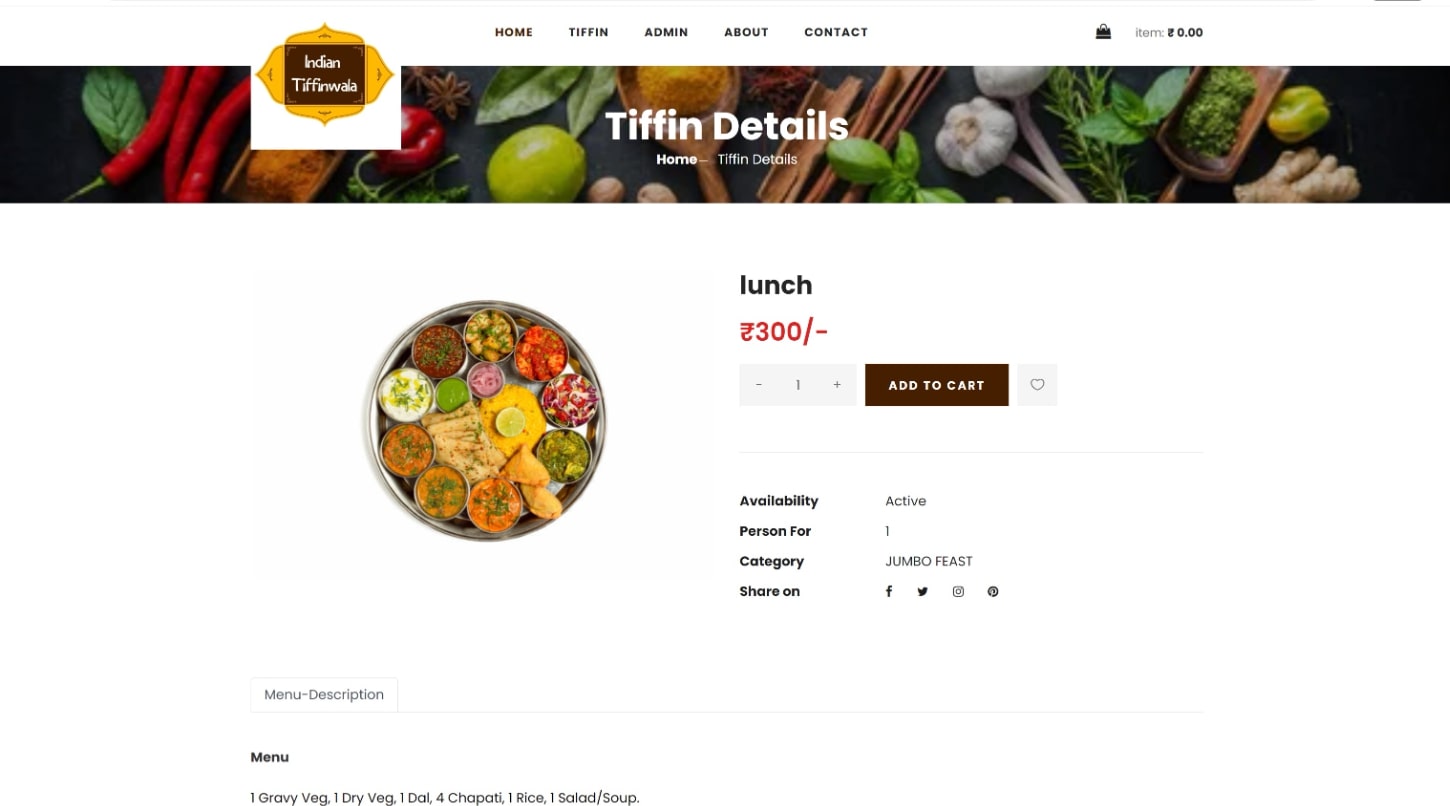 Indian
Tiffinwala
HOME TIFFIN ADMIN ABOUT CONTACT
item: ₹ 0.00
Tiffin Details
Home– Tiffin Details
lunch
₹300/-
- 1 +
ADD TO CART
Availability Active
Person For 1
Category JUMBO FEAST
Share on
Menu-Description
Menu
1 Gravy Veg, 1 Dry Veg, 1 Dal, 4 Chapati, 1 Rice, 1 Salad/Soup.